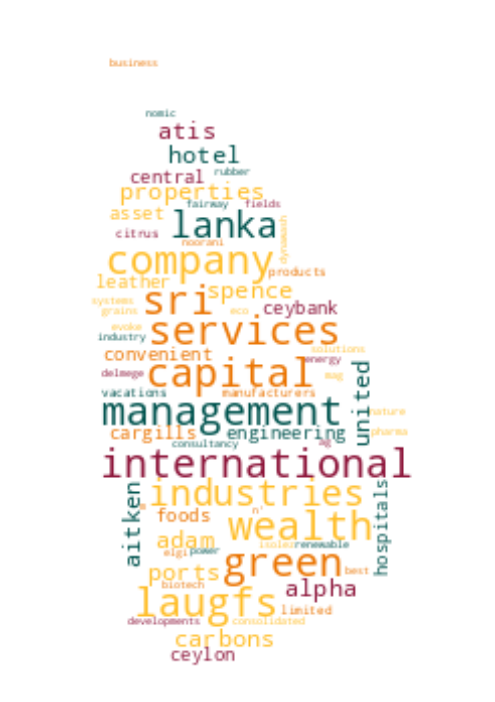 business
nomic
atis
hotel
central rubber
properties
fairway fields
asset
lanka
citrus
noorani
dynawash
company
products
leather
spence
systems
sri
grains
eco
ceybank
evoke
services
industry
solutions
convenient
energy
delmege
capital
mag
vacations
manufacturers
united
management
nature
cargills
engineering
pharma
consultancy
ag
international
aitken
industries
hospitals
foods
n'
wealth
adam
renewable
elgi
power
green
ports
best
biotech
alpha
laugfs
limited
developments
consolidated
carbons
ceylon